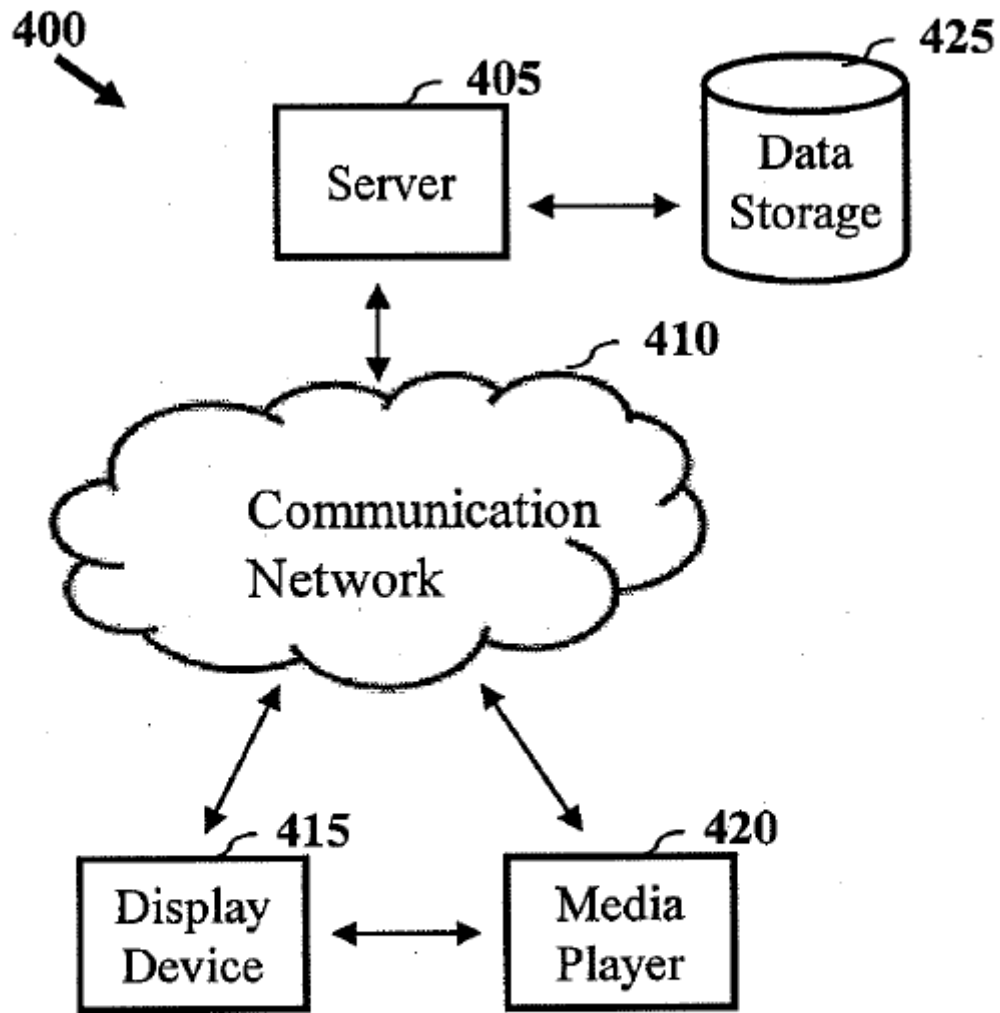 400
405
425
Server
Data
Storage
410
Communication
Network
415
420
Display
Device
Media
Player